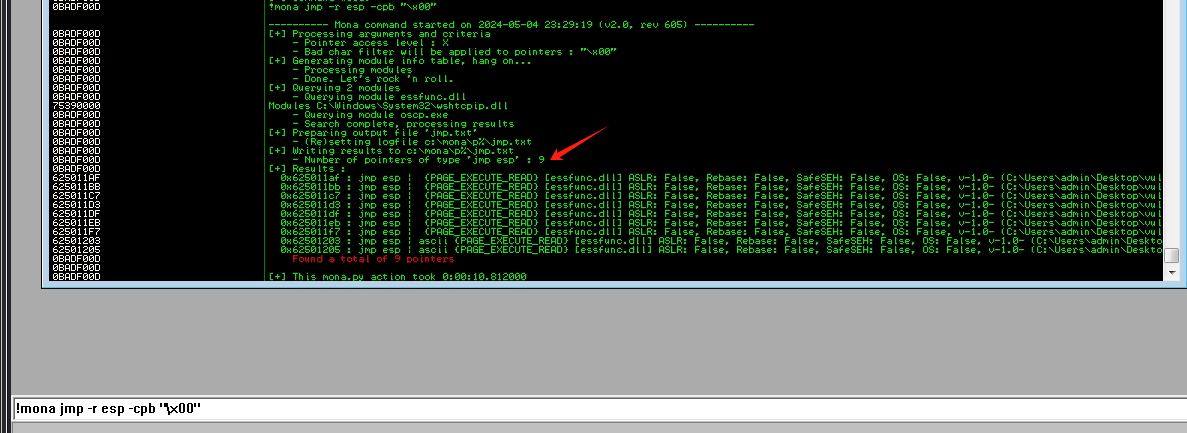 0BADF00D !mona jmp -r esp -cpb "\x00"
---------- Mona command started on 2024-05-04 23:29:19 (v2.0, rev 605) ----------
0BADF00D [+] Processing arguments and criteria
0BADF00D - Pointer access level : X
0BADF00D - Bad char filter will be applied to pointers : "\x00"
0BADF00D [+] Generating module info table, hang on...
0BADF00D - Processing modules
0BADF00D - Done. Let's rock 'n roll.
0BADF00D [+] Querying 2 modules
0BADF00D - Querying module essfunc.dll
75390000 Modules C:\Windows\System32\wshtcpip.dll
0BADF00D - Querying module oscp.exe
0BADF00D - Search complete, processing results
0BADF00D [+] Preparing output file 'jmp.txt'
0BADF00D - (Re)setting logfile c:\mona\p%\jmp.txt
0BADF00D [+] Writing results to c:\mona\p%\jmp.txt
0BADF00D - Number of pointers of type 'jmp esp' : 9
0BADF00D [+] Results :
625011AF 0x625011af : jmp esp | {PAGE_EXECUTE_READ} [essfunc.dll] ASLR: False, Rebase: False, SafeSEH: False, OS: False, v-1.0- (C:\Users\admin\Desktop\vul
625011BB 0x625011bb : jmp esp | {PAGE_EXECUTE_READ} [essfunc.dll] ASLR: False, Rebase: False, SafeSEH: False, OS: False, v-1.0- (C:\Users\admin\Desktop\vul
625011C7 0x625011c7 : jmp esp | {PAGE_EXECUTE_READ} [essfunc.dll] ASLR: False, Rebase: False, SafeSEH: False, OS: False, v-1.0- (C:\Users\admin\Desktop\vul
625011D3 0x625011d3 : jmp esp | {PAGE_EXECUTE_READ} [essfunc.dll] ASLR: False, Rebase: False, SafeSEH: False, OS: False, v-1.0- (C:\Users\admin\Desktop\vul
625011DF 0x625011df : jmp esp | {PAGE_EXECUTE_READ} [essfunc.dll] ASLR: False, Rebase: False, SafeSEH: False, OS: False, v-1.0- (C:\Users\admin\Desktop\vul
625011EB 0x625011eb : jmp esp | {PAGE_EXECUTE_READ} [essfunc.dll] ASLR: False, Rebase: False, SafeSEH: False, OS: False, v-1.0- (C:\Users\admin\Desktop\vul
625011F7 0x625011f7 : jmp esp | {PAGE_EXECUTE_READ} [essfunc.dll] ASLR: False, Rebase: False, SafeSEH: False, OS: False, v-1.0- (C:\Users\admin\Desktop\vul
62501203 0x62501203 : jmp esp | ascii {PAGE_EXECUTE_READ} [essfunc.dll] ASLR: False, Rebase: False, SafeSEH: False, OS: False, v-1.0- (C:\Users\admin\Deskto
62501205 0x62501205 : jmp esp | ascii {PAGE_EXECUTE_READ} [essfunc.dll] ASLR: False, Rebase: False, SafeSEH: False, OS: False, v-1.0- (C:\Users\admin\Deskto
0BADF00D Found a total of 9 pointers
0BADF00D
0BADF00D [+] This mona.py action took 0:00:10.812000
!mona jmp -r esp -cpb "\x00"